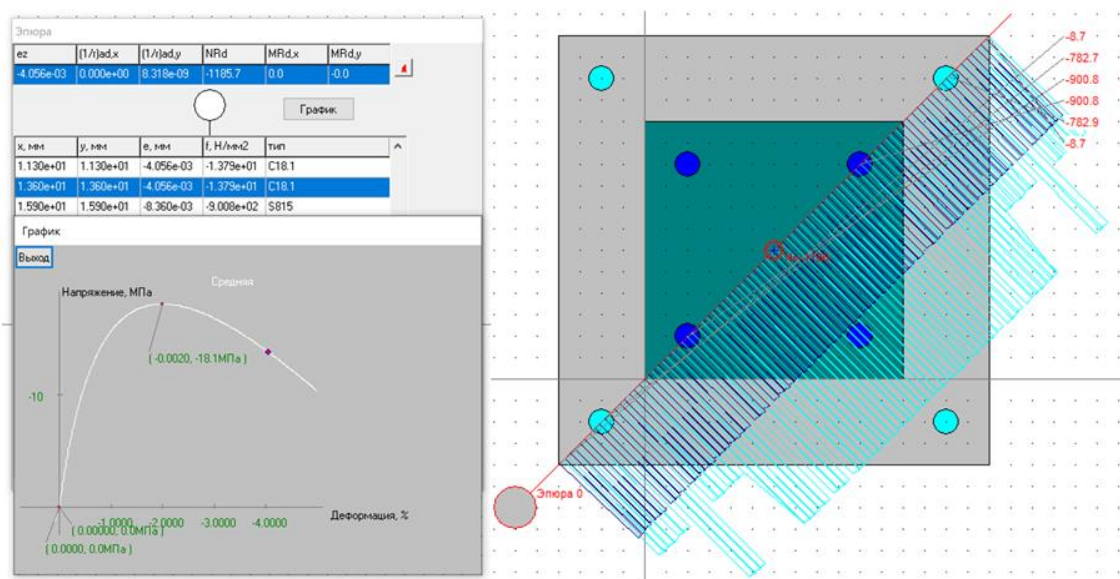 Эпюра
ez (1/r)ad,x (1/r)ad,y NRd MRd,x MRd,y
-4.056e-03 0.000e+00 8.318e-09 -1185.7 0.0 -0.0
График
x, мм y, мм e, мм f, Н/мм2 тип
1.130e+01 1.130e+01 -4.056e-03 -1.379e+01 C18.1
1.360e+01 1.360e+01 -4.056e-03 -1.379e+01 C18.1
1.590e+01 1.590e+01 -8.360e-03 -9.008e+02 S815
График
Выход
Средняя
Напряжение, МПа
( -0.0020, -18.1МПа )
-10
-1.0000 -2.0000 -3.0000 -4.0000
Деформация, %
( 0.00000, 0.0МПа )
( 0.0000, 0.0МПа )
-8.7
-782.7
-900.8
-900.8
-782.9
-8.7
Эпюра 0